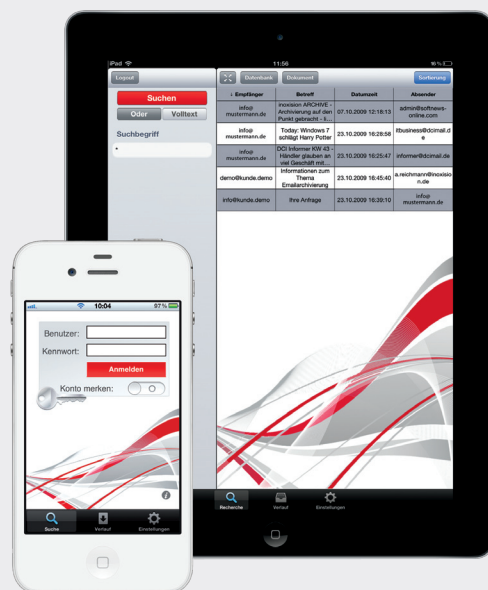 iPad
11:56
16 %
Logout
Datenbank
Dokument
Sortierung
Suchen
Oder
Volltext
Suchbegriff
*
↓ Empfänger
Betreff
Datumzeit
Absender
info@
mustermann.de
inovision ARCHIVE -
Archivierung auf den
Punkt gebracht - li...
07.10.2009 12:16:13
admin@softnews-
online.com
info@
mustermann.de
Today: Windows 7
schlägt Harry Potter
23.10.2009 16:28:58
itbusiness@dcimail.d
e
info@
mustermann.de
DCI Informer KW 43 -
Händler glauben an
viel Geschäft mit...
23.10.2009 16:25:47
informer@dcimail.de
demo@kunde.demo
Informationen zum
Thema
Emailarchivierung
23.10.2009 16:45:40
a.reichmann@inoxisio
n.de
info@kunde.demo
Ihre Anfrage
23.10.2009 16:39:10
info@
mustermann.de
Recherche
Verlauf
Einstellungen
10:04
97 %
Benutzer:
Kennwort:
Anmelden
Konto merken:
Suche
Verlauf
Einstellungen